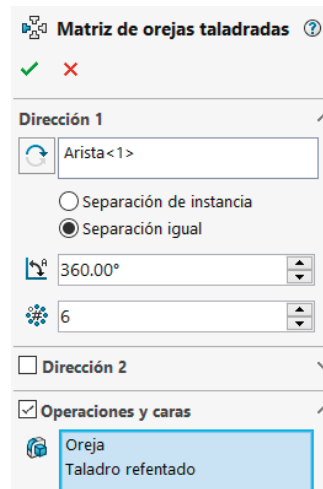 Matriz de orejas taladradas
Dirección 1
Arista<1>
Separación de instancia
Separación igual
360.00°
6
Dirección 2
Operaciones y caras
Oreja
Taladro refentado